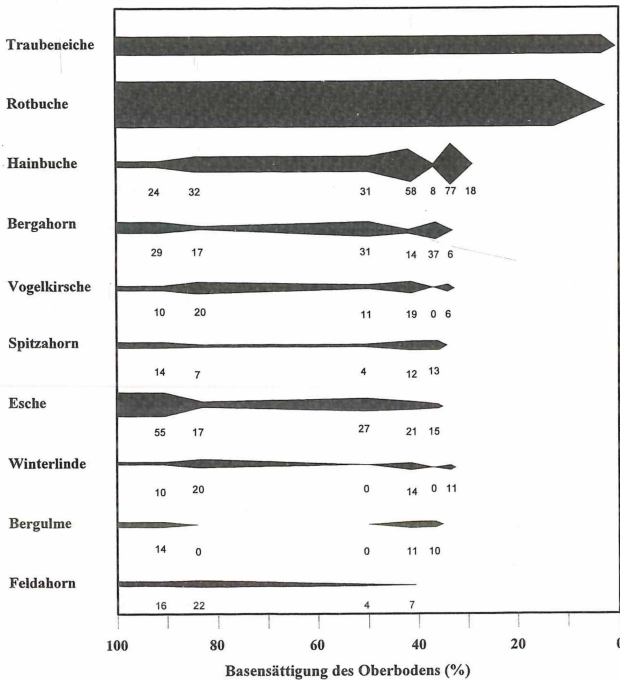 Traubeneiche
Rotbuche
Hainbuche
24 32 31 58 8 77 18
Bergahorn
29 17 31 14 37 6
Vogelkirsche
10 20 11 19 0 6
Spitzahorn
14 7 4 12 13
Esche
55 17 27 21 15
Winterlinde
10 20 0 14 0 11
Bergulme
14 0 0 11 10
Feldahorn
16 22 4 7
100 80 60 40 20 0
Basensättigung des Oberbodens (%)